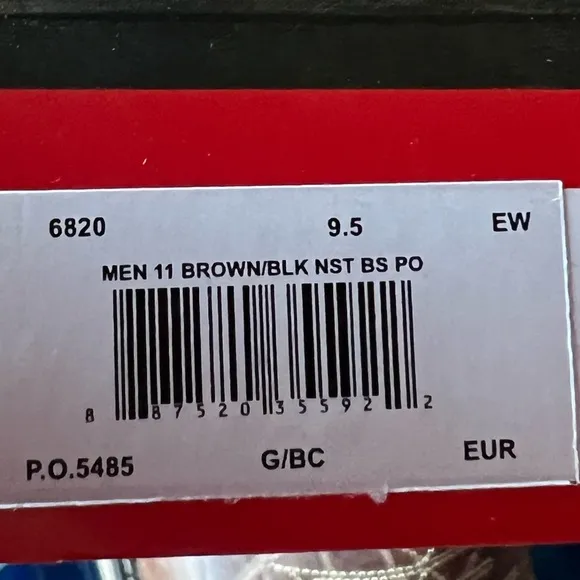 6820 9.5 EW
MEN 11 BROWN/BLK NST BS PO
8 87520 35592 2
P.O.5485 G/BC EUR